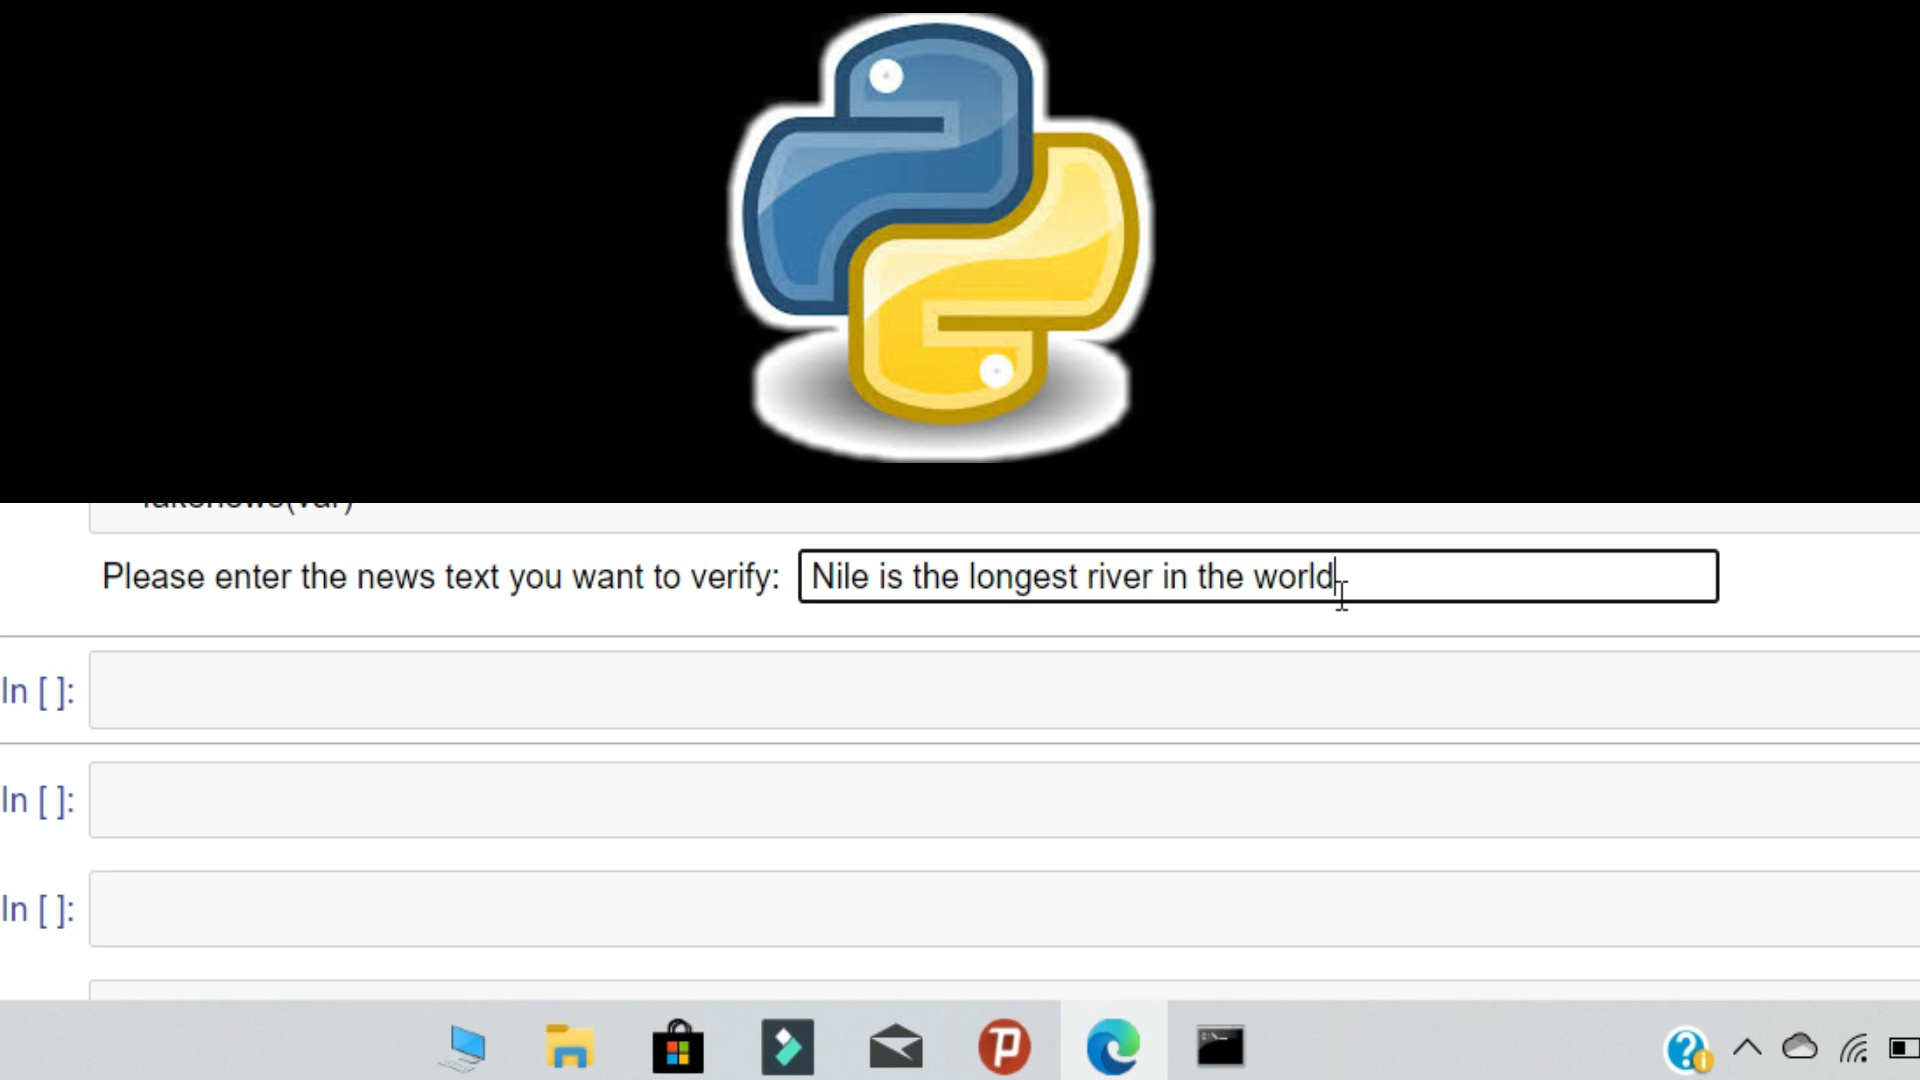 Please enter the news text you want to verify: Nile is the longest river in the world
In [ ]:
In [ ]:
In [ ]: